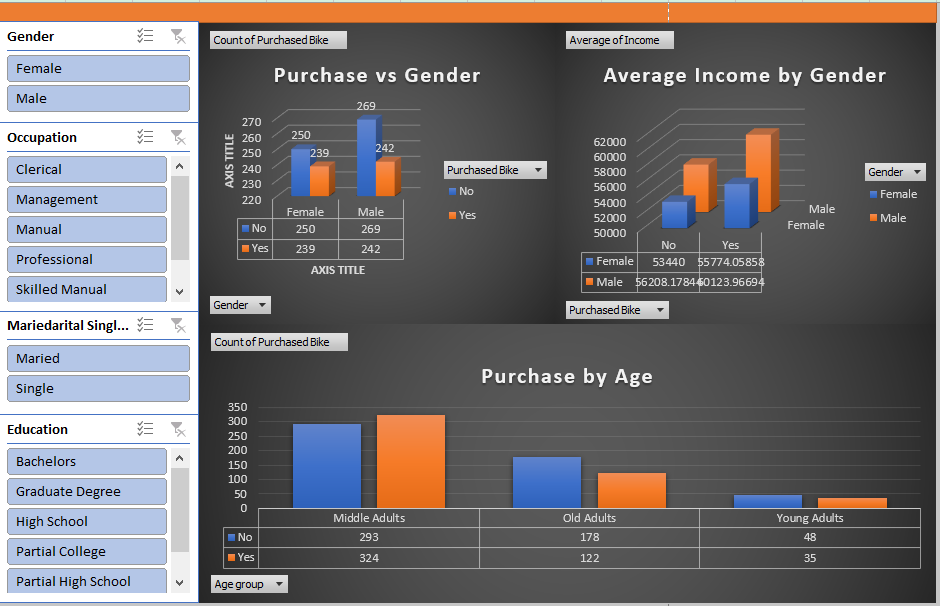 Gender
Female
Male
Occupation
Clerical
Management
Manual
Professional
Skilled Manual
Mariedarital Singl...
Maried
Single
Education
Bachelors
Graduate Degree
High School
Partial College
Partial High School
Count of Purchased Bike
Purchase vs Gender
269
250
239
242
270
260
250
240
230
220
AXIS TITLE
Female Male
No 250 269
Yes 239 242
AXIS TITLE
Purchased Bike
No
Yes
Gender
Average of Income
Average Income by Gender
62000
60000
58000
56000
54000
52000
50000
Male
Female
No Yes
Female 53440 55774.05858
Male 56208.17844 60123.96694
Gender
Female
Male
Purchased Bike
Count of Purchased Bike
Purchase by Age
350
300
250
200
150
100
50
0
Middle Adults Old Adults Young Adults
No 293 178 48
Yes 324 122 35
Age group